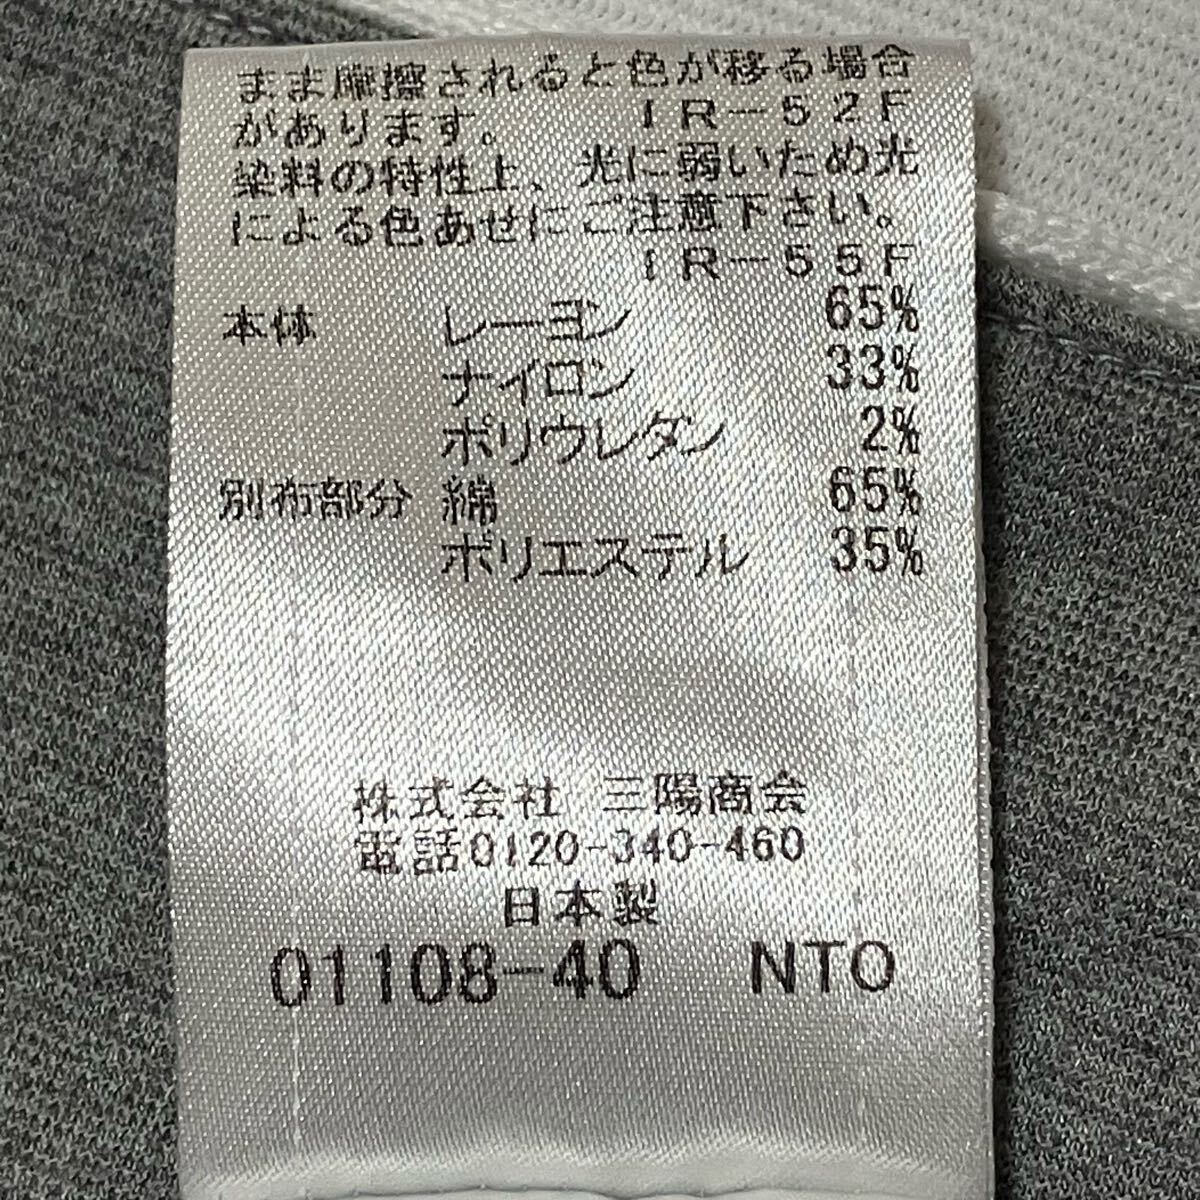 まま摩擦されると色が移る場合
があります。 IR-52F
染料の特性上、光に弱いため光
による色あせにご注意下さい。
IR-55F
本体 レーヨン 65%
ナイロン 33%
ポリウレタン 2%
別布部分 綿 65%
ポリエステル 35%
株式会社 三陽商会
電話0120-340-460
日本製
01108-40 NTO